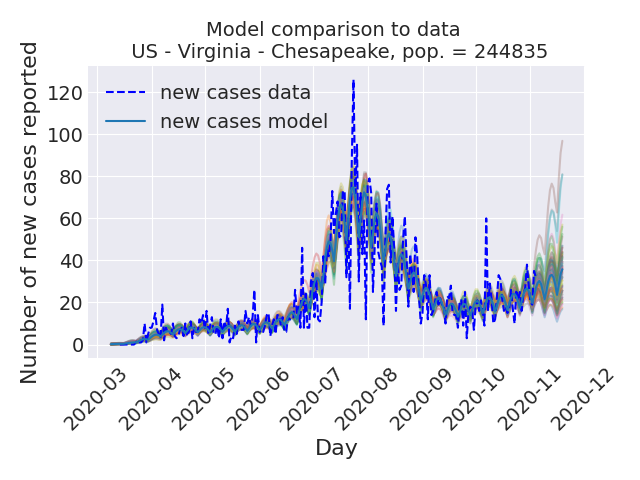 Model comparison to data
US - Virginia - Chesapeake, pop. = 244835
Number of new cases reported
120
100
80
60
40
20
0
new cases data
new cases model
2020-03
2020-04
2020-05
2020-06
2020-07
2020-08
2020-09
2020-10
2020-11
2020-12
Day